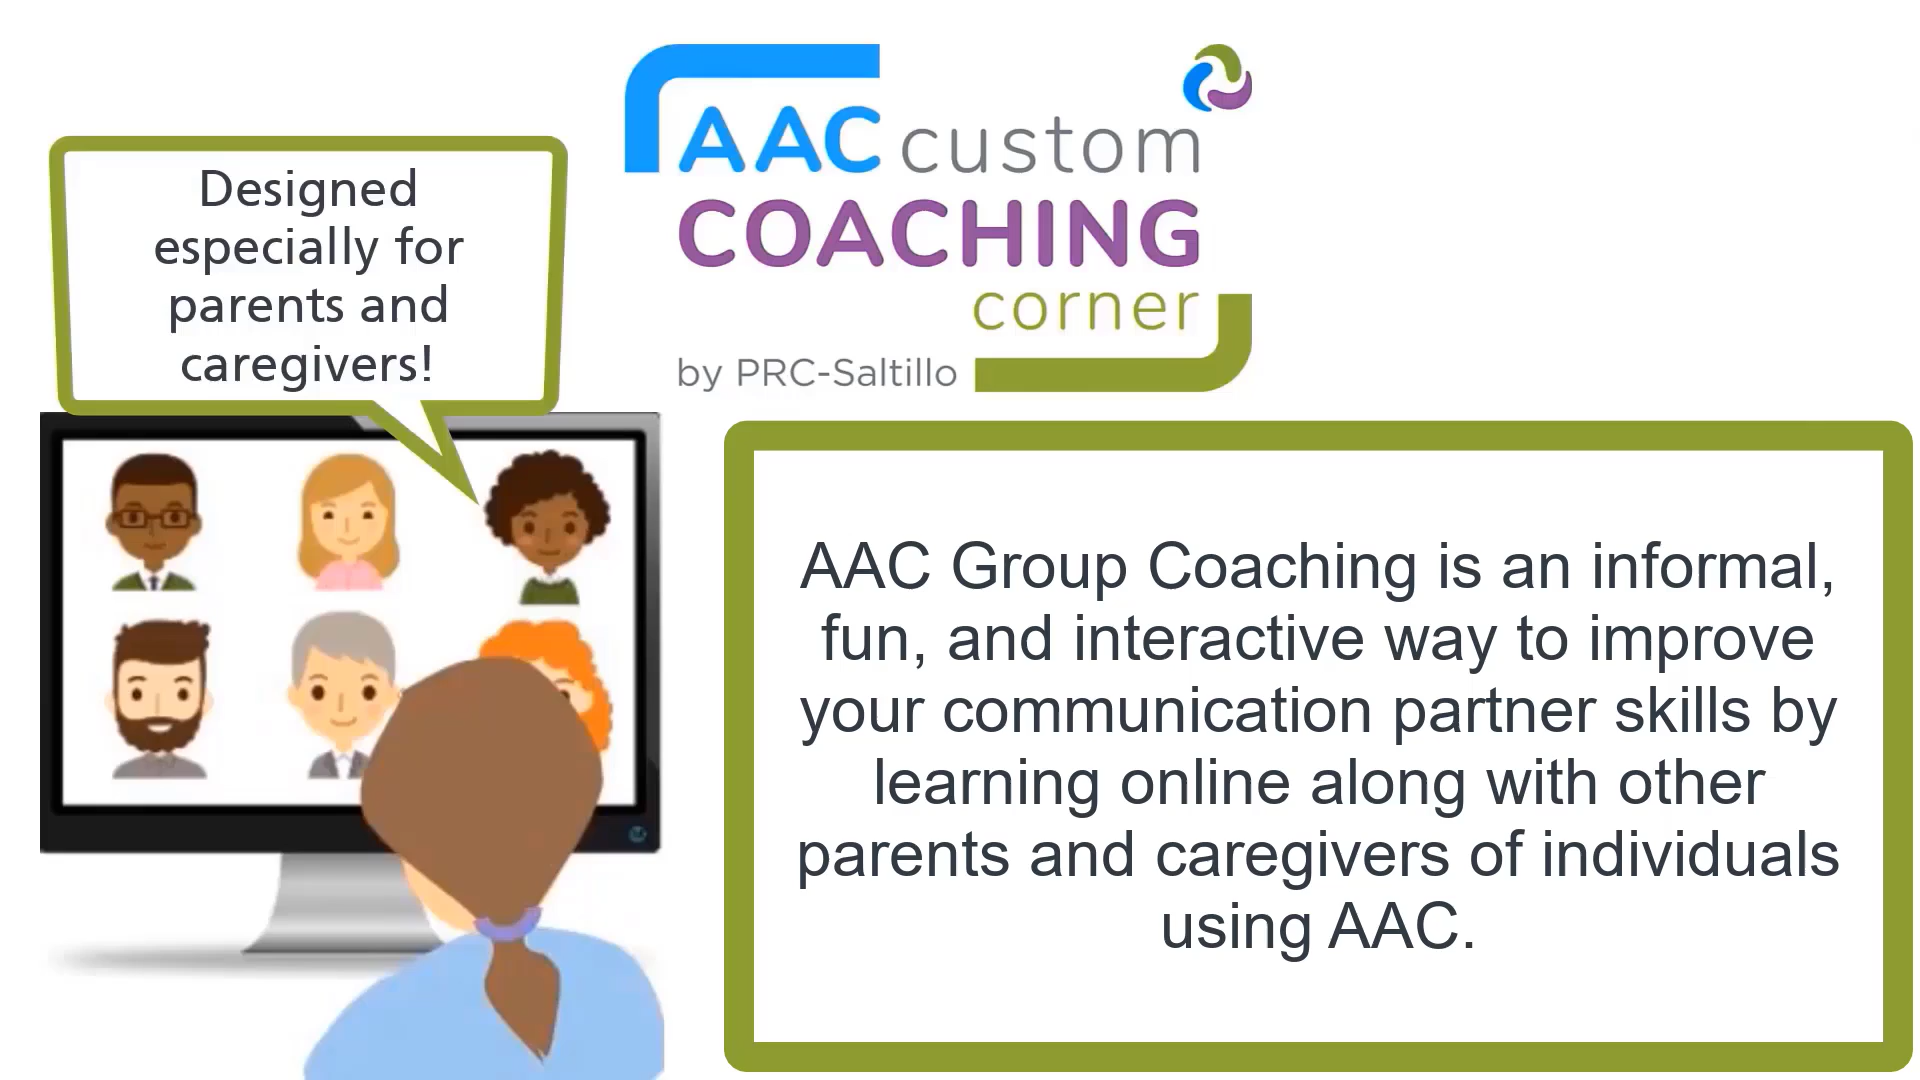 AAC custom
COACHING
corner
by PRC-Saltillo
Designed
especially for
parents and
caregivers!
AAC Group Coaching is an informal,
fun, and interactive way to improve
your communication partner skills by
learning online along with other
parents and caregivers of individuals
using AAC.